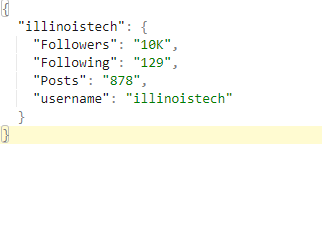 {
  "illinoistech": {
    "Followers": "10K",
    "Following": "129",
    "Posts": "878",
    "username": "illinoistech"
  }
}